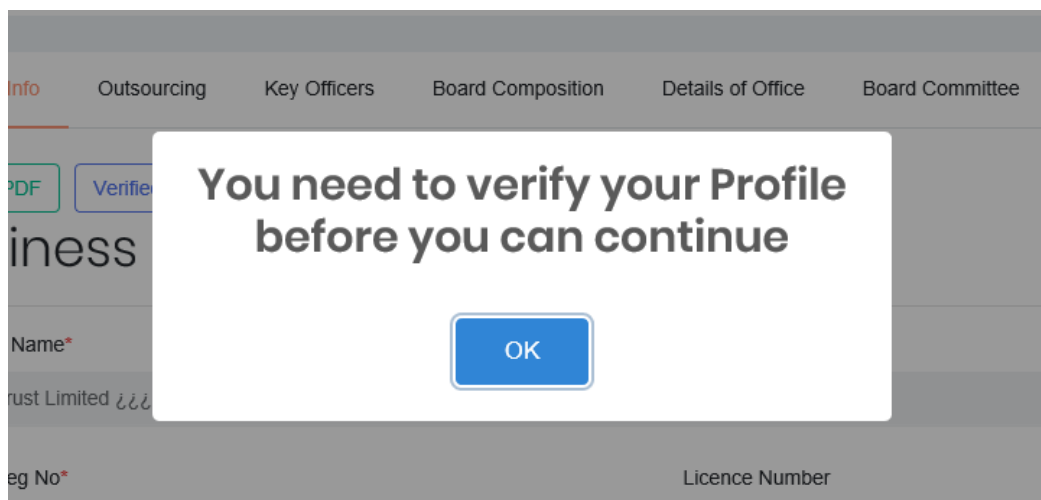 Info Outsourcing Key Officers Board Composition Details of Office Board Committee
PDF Verifie
iness
You need to verify your Profile
before you can continue
OK
Name*
rust Limited ¿¿¿
eg No* Licence Number